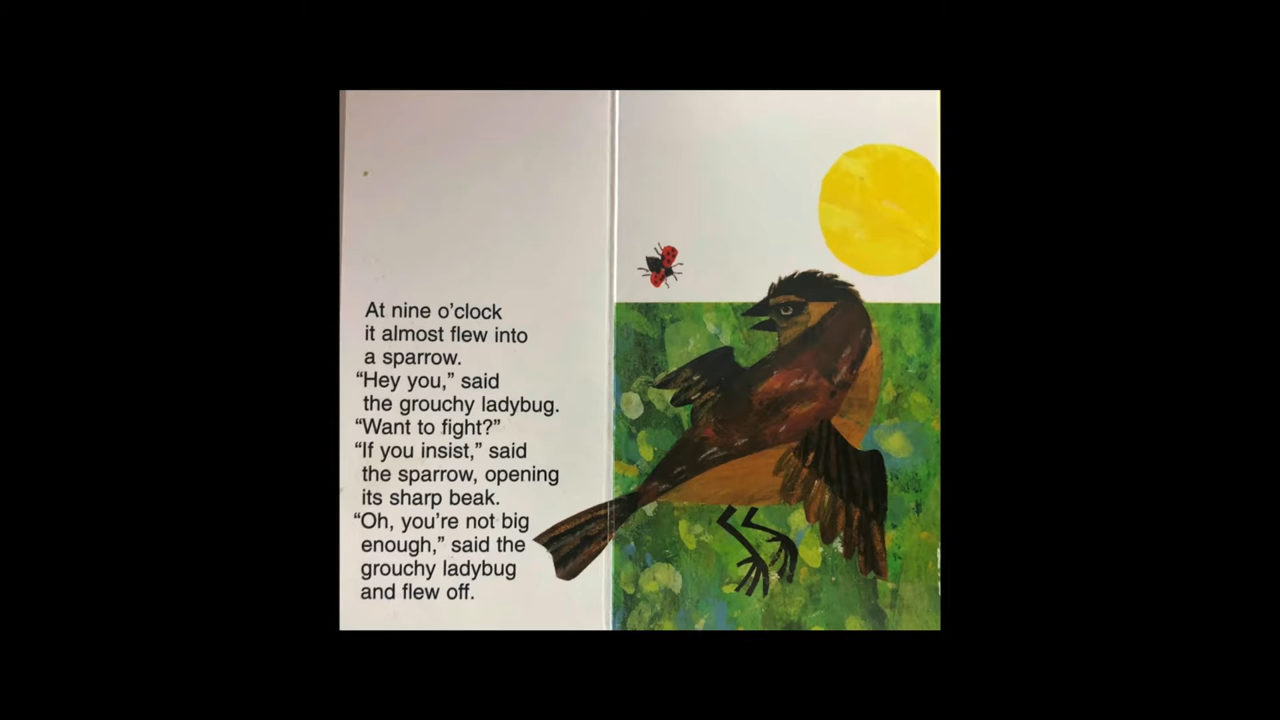 At nine o’clock
it almost flew into
a sparrow.
“Hey you,” said
the grouchy ladybug.
“Want to fight?”
“If you insist,” said
the sparrow, opening
its sharp beak.
“Oh, you’re not big
enough,” said the
grouchy ladybug
and flew off.